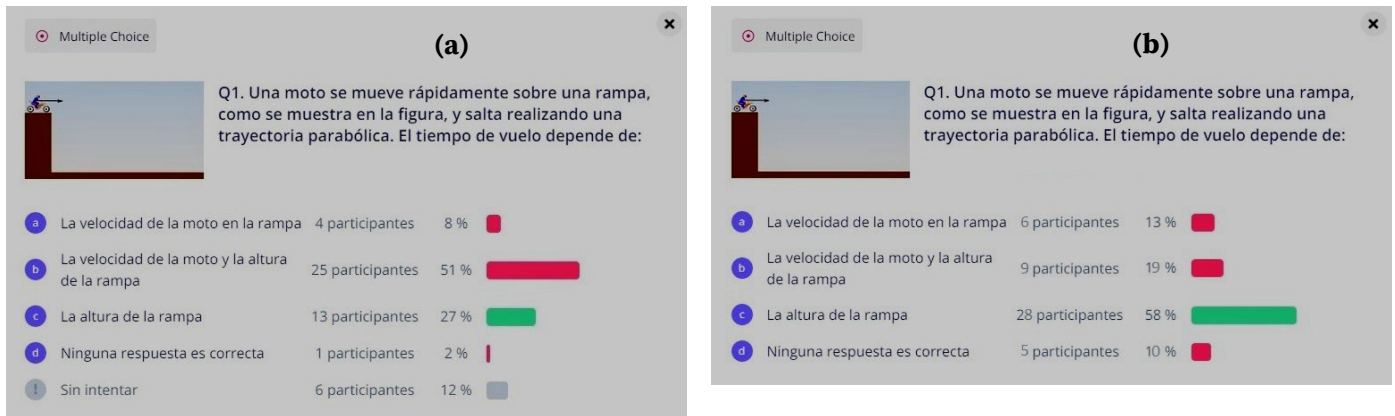 Multiple Choice
(a)
Q1. Una moto se mueve rápidamente sobre una rampa,
como se muestra en la figura, y salta realizando una
trayectoria parabólica. El tiempo de vuelo depende de:
a La velocidad de la moto en la rampa 4 participantes 8 %
b La velocidad de la moto y la altura
de la rampa 25 participantes 51 %
c La altura de la rampa 13 participantes 27 %
d Ninguna respuesta es correcta 1 participantes 2 %
! Sin intentar 6 participantes 12 %
Multiple Choice
(b)
Q1. Una moto se mueve rápidamente sobre una rampa,
como se muestra en la figura, y salta realizando una
trayectoria parabólica. El tiempo de vuelo depende de:
a La velocidad de la moto en la rampa 6 participantes 13 %
b La velocidad de la moto y la altura
de la rampa 9 participantes 19 %
c La altura de la rampa 28 participantes 58 %
d Ninguna respuesta es correcta 5 participantes 10 %